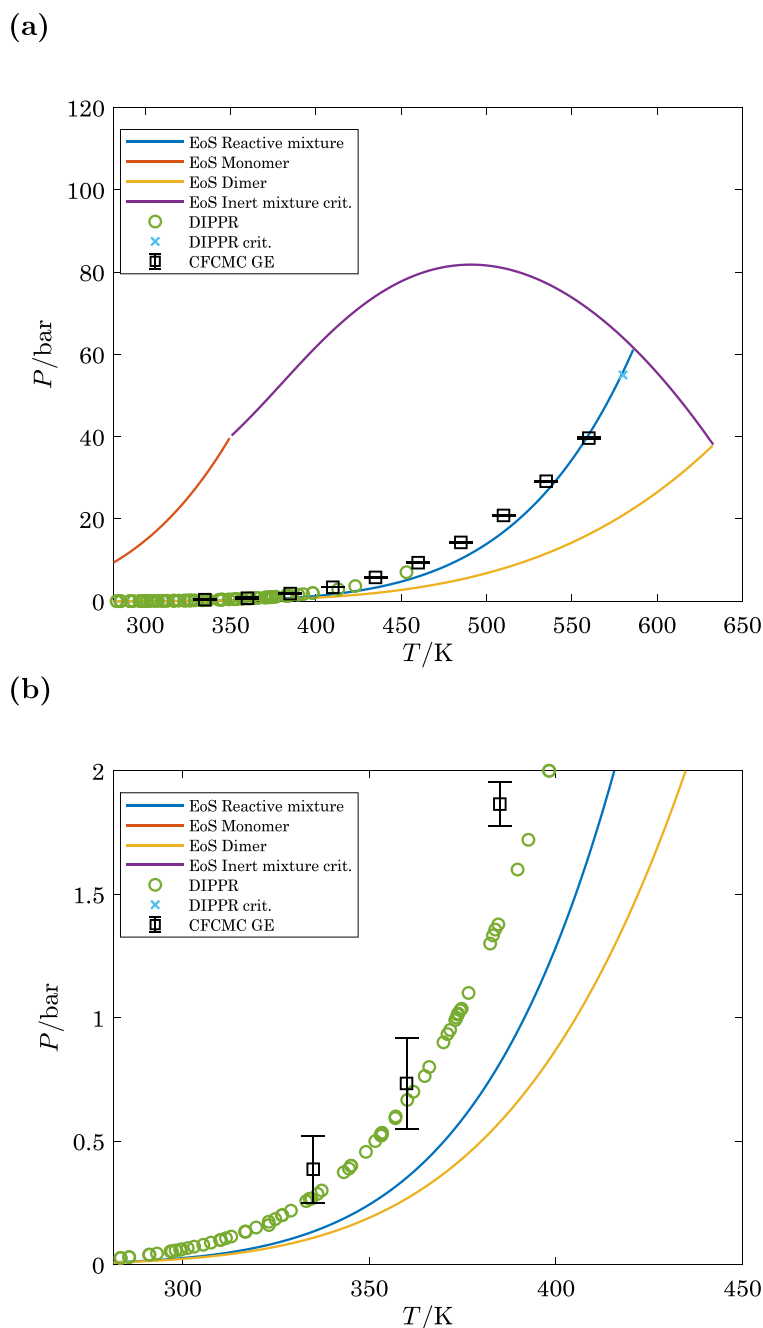 (a)
120
100
80
60
40
20
0
P/bar
EoS Reactive mixture
EoS Monomer
EoS Dimer
EoS Inert mixture crit.
DIPPR
DIPPR crit.
CFCMC GE
300 350 400 450 500 550 600 650
T/K
(b)
2
1.5
1
0.5
0
P/bar
EoS Reactive mixture
EoS Monomer
EoS Dimer
EoS Inert mixture crit.
DIPPR
DIPPR crit.
CFCMC GE
300 350 400 450
T/K